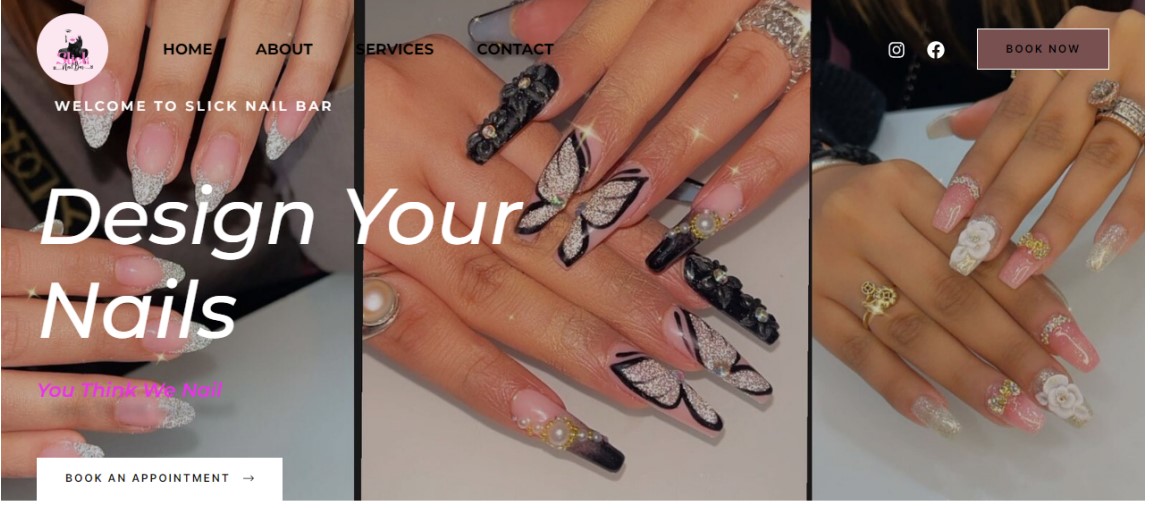 HOME
ABOUT
SERVICES
CONTACT
BOOK NOW
WELCOME TO SLICK NAIL BAR
Design Your
Nails
You Think We Nail
BOOK AN APPOINTMENT →